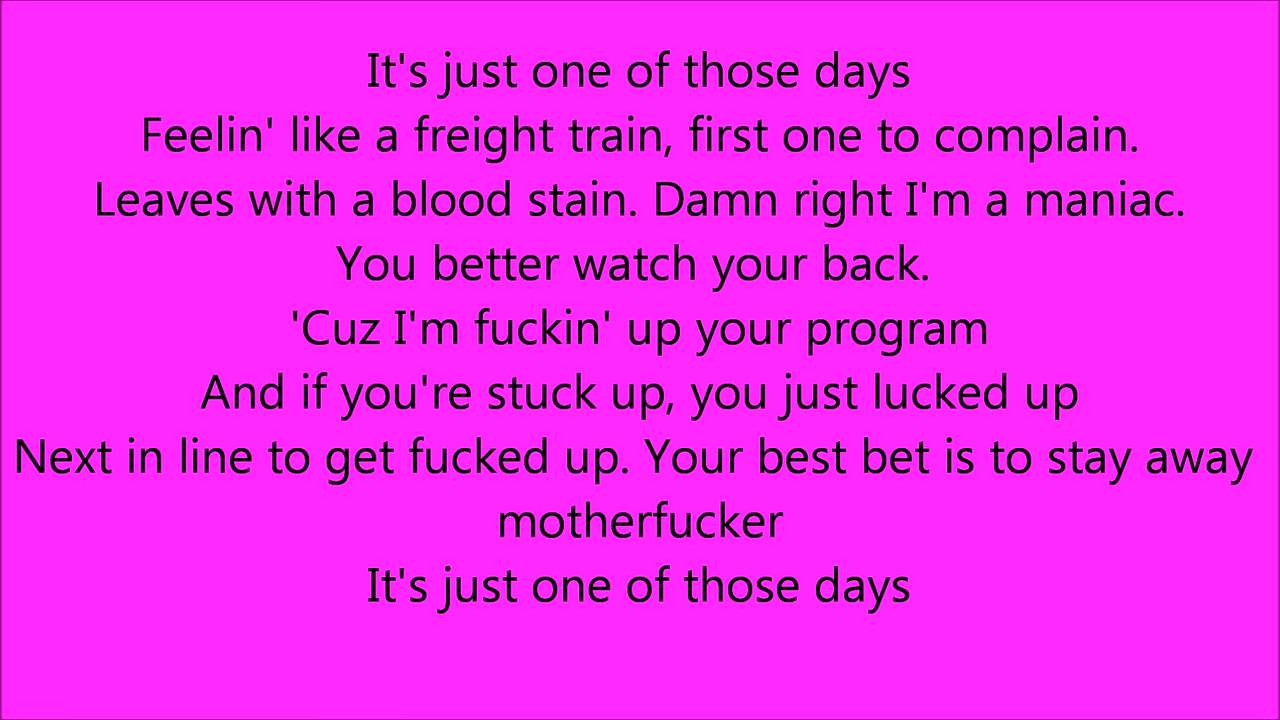 It's just one of those days
Feelin' like a freight train, first one to complain.
Leaves with a blood stain. Damn right I'm a maniac.
You better watch your back.
'Cuz I'm fuckin' up your program
And if you're stuck up, you just lucked up
Next in line to get fucked up. Your best bet is to stay away
motherfucker
It's just one of those days